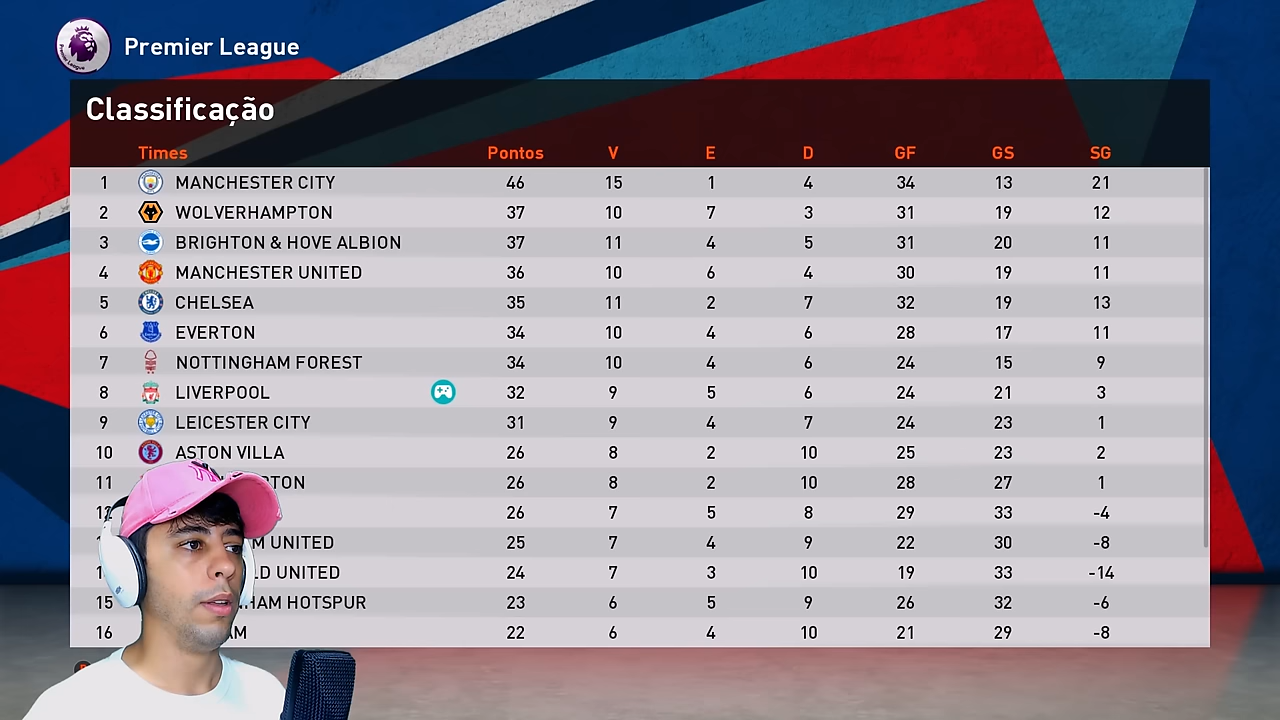 Premier League
Classificação
Times Pontos V E D GF GS SG
1 MANCHESTER CITY 46 15 1 4 34 13 21
2 WOLVERHAMPTON 37 10 7 3 31 19 12
3 BRIGHTON & HOVE ALBION 37 11 4 5 31 20 11
4 MANCHESTER UNITED 36 10 6 4 30 19 11
5 CHELSEA 35 11 2 7 32 19 13
6 EVERTON 34 10 4 6 28 17 11
7 NOTTINGHAM FOREST 34 10 4 6 24 15 9
8 LIVERPOOL 32 9 5 6 24 21 3
9 LEICESTER CITY 31 9 4 7 24 23 1
10 ASTON VILLA 26 8 2 10 25 23 2
11 26 8 2 10 28 27 1
26 7 5 8 29 33 -4
UNITED 25 7 4 9 22 30 -8
UNITED 24 7 3 10 19 33 -14
15 HOTSPUR 23 6 5 9 26 32 -6
16 22 6 4 10 21 29 -8